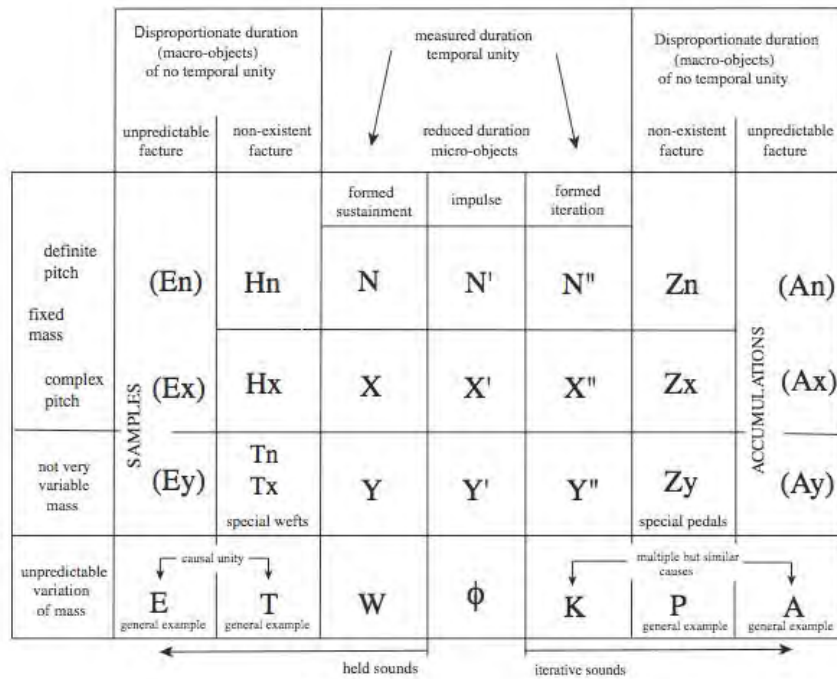 Disproportionate duration
(macro-objects)
of no temporal unity
measured duration
temporal unity
Disproportionate duration
(macro-objects)
of no temporal unity
unpredictable
facture
non-existent
facture
reduced duration
micro-objects
non-existent
facture
unpredictable
facture
formed
sustainment
impulse
formed
iteration
definite
pitch
(En) Hn N N' N" Zn (An)
fixed
mass
complex
pitch
(Ex) Hx X X' X" Zx (Ax)
SAMPLES
ACCUMULATIONS
not very
variable
mass
(Ey)
Tn
Tx
special wefts
Y Y' Y"
Zy
special pedals
(Ay)
unpredictable
variation
of mass
causal unity
multiple but similar
causes
E T W ϕ K P A
general example general example general example general example
held sounds iterative sounds